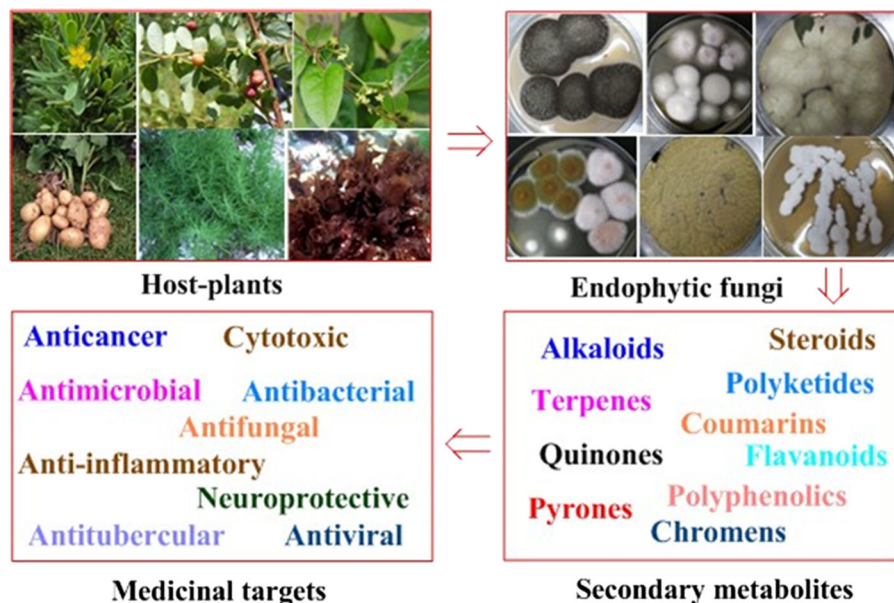 Host-plants
Endophytic fungi
Anticancer
Cytotoxic
Antimicrobial
Antibacterial
Antifungal
Anti-inflammatory
Neuroprotective
Antitubercular
Antiviral
Medicinal targets
Alkaloids
Steroids
Polyketides
Terpenes
Coumarins
Quinones
Flavanoids
Polyphenolics
Pyrones
Chromens
Secondary metabolites